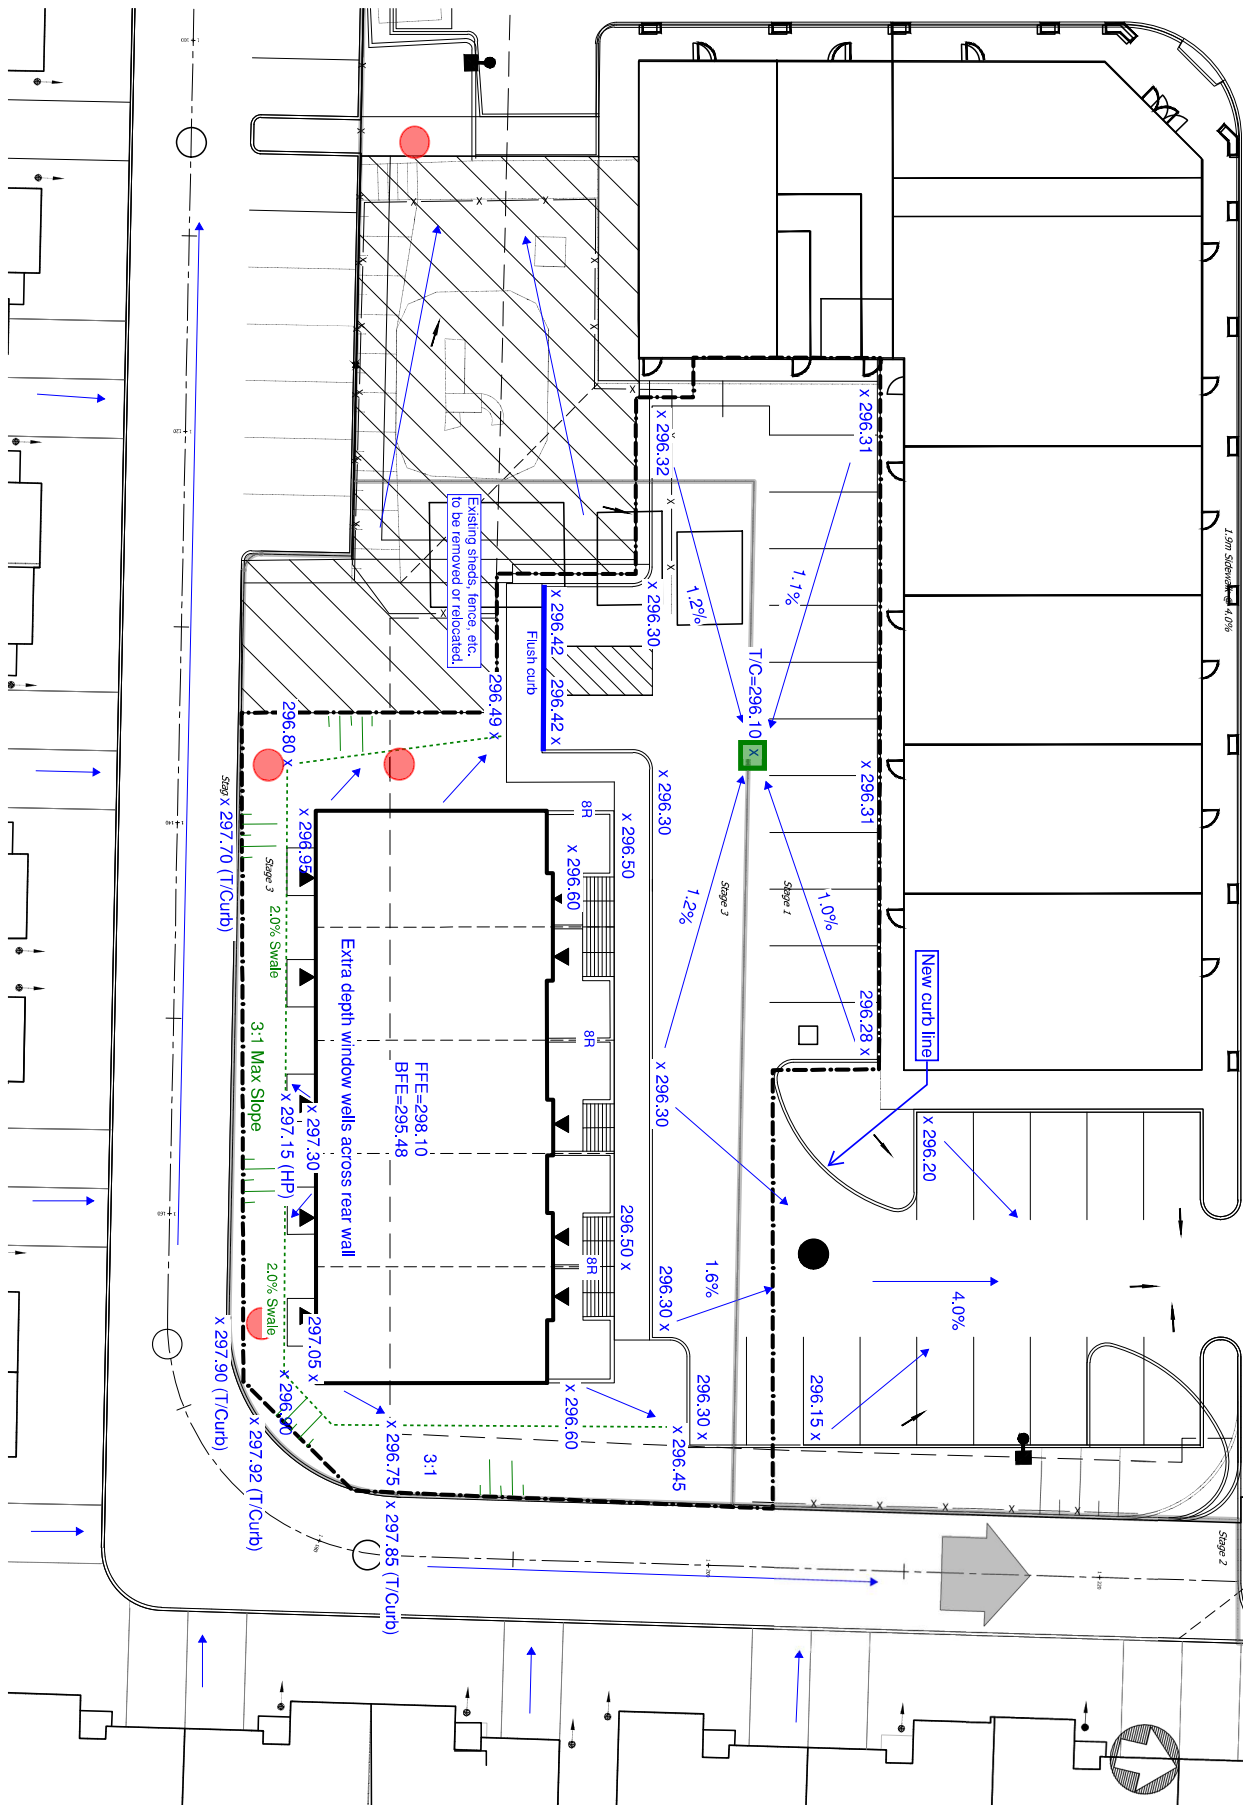 x 296.31
x 296.32
1.9m Sidewalk @ 4.0%
Existing sheds, fence, etc.
to be removed or relocated.
1.1%
1.2%
x 296.30
x 296.42
296.42 x
Flush curb
T/C=296.10 x
296.49 x
296.80 x
x 296.31
x 296.30
x 296.50
x 297.70 (T/Curb)
x 296.95
8R
x 296.60
Stage 3
Stage 3
Stage 1
1.2%
1.0%
2.0% Swale
New curb line
296.28 x
Extra depth window wells across rear wall
3:1 Max Slope
8R
FFE=298.10
BFE=295.48
x 296.30
x 297.30
x 297.15 (HP)
x 296.20
296.50 x
8R
2.0% Swale
1.6%
296.30 x
4.0%
x 297.90 (T/Curb)
297.05 x
x 296.90
x 296.60
296.30 x
296.15 x
x 297.92 (T/Curb)
x 296.75
3:1
x 296.45
x 297.85 (T/Curb)
Stage 2